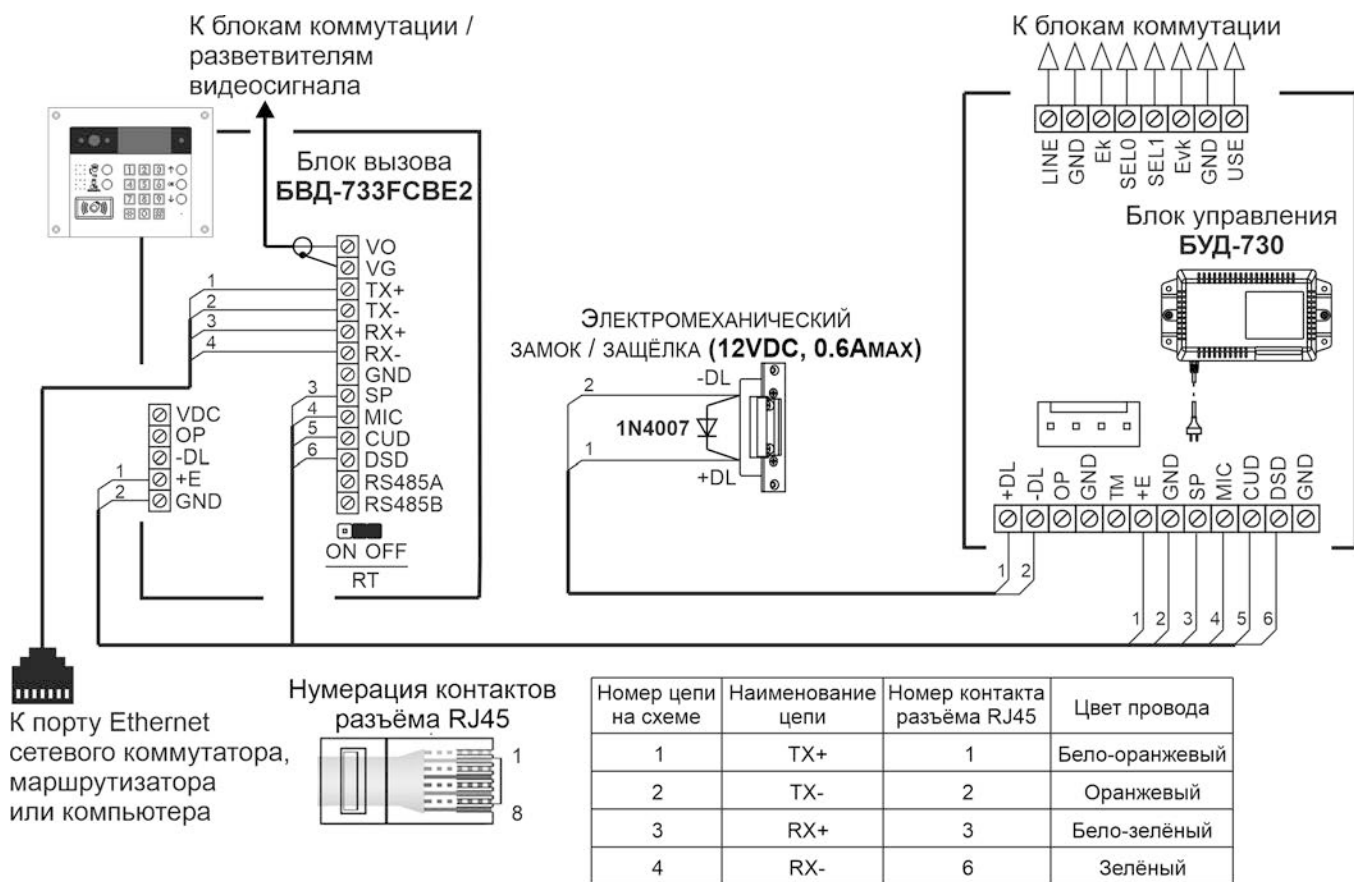 К блокам коммутации /
разветвителям
видеосигнала
Блок вызова
БВД-733FCBE2
VO
VG
1 TX+
2 TX-
3 RX+
4 RX-
GND
3 SP
4 MIC
5 CUD
6 DSD
RS485A
RS485B
ON OFF
RT
VDC
OP
-DL
1 +E
2 GND
К порту Ethernet
сетевого коммутатора,
маршрутизатора
или компьютера
ЭЛЕКТРОМЕХАНИЧЕСКИЙ
ЗАМОК / ЗАЩЁЛКА (12VDC, 0.6АМАХ)
2 -DL
1N4007
1 +DL
К блокам коммутации
LINE GND Ek SEL0 SEL1 Evk GND USE
Блок управления
БУД-730
+DL -DL OP GND TM +E GND SP MIC CUD DSD GND
1 2
1 2 3 4 5 6
Нумерация контактов
разъёма RJ45
1
8
Номер цепи на схеме Наименование цепи Номер контакта разъёма RJ45 Цвет провода
1 TX+ 1 Бело-оранжевый
2 TX- 2 Оранжевый
3 RX+ 3 Бело-зелёный
4 RX- 6 Зелёный